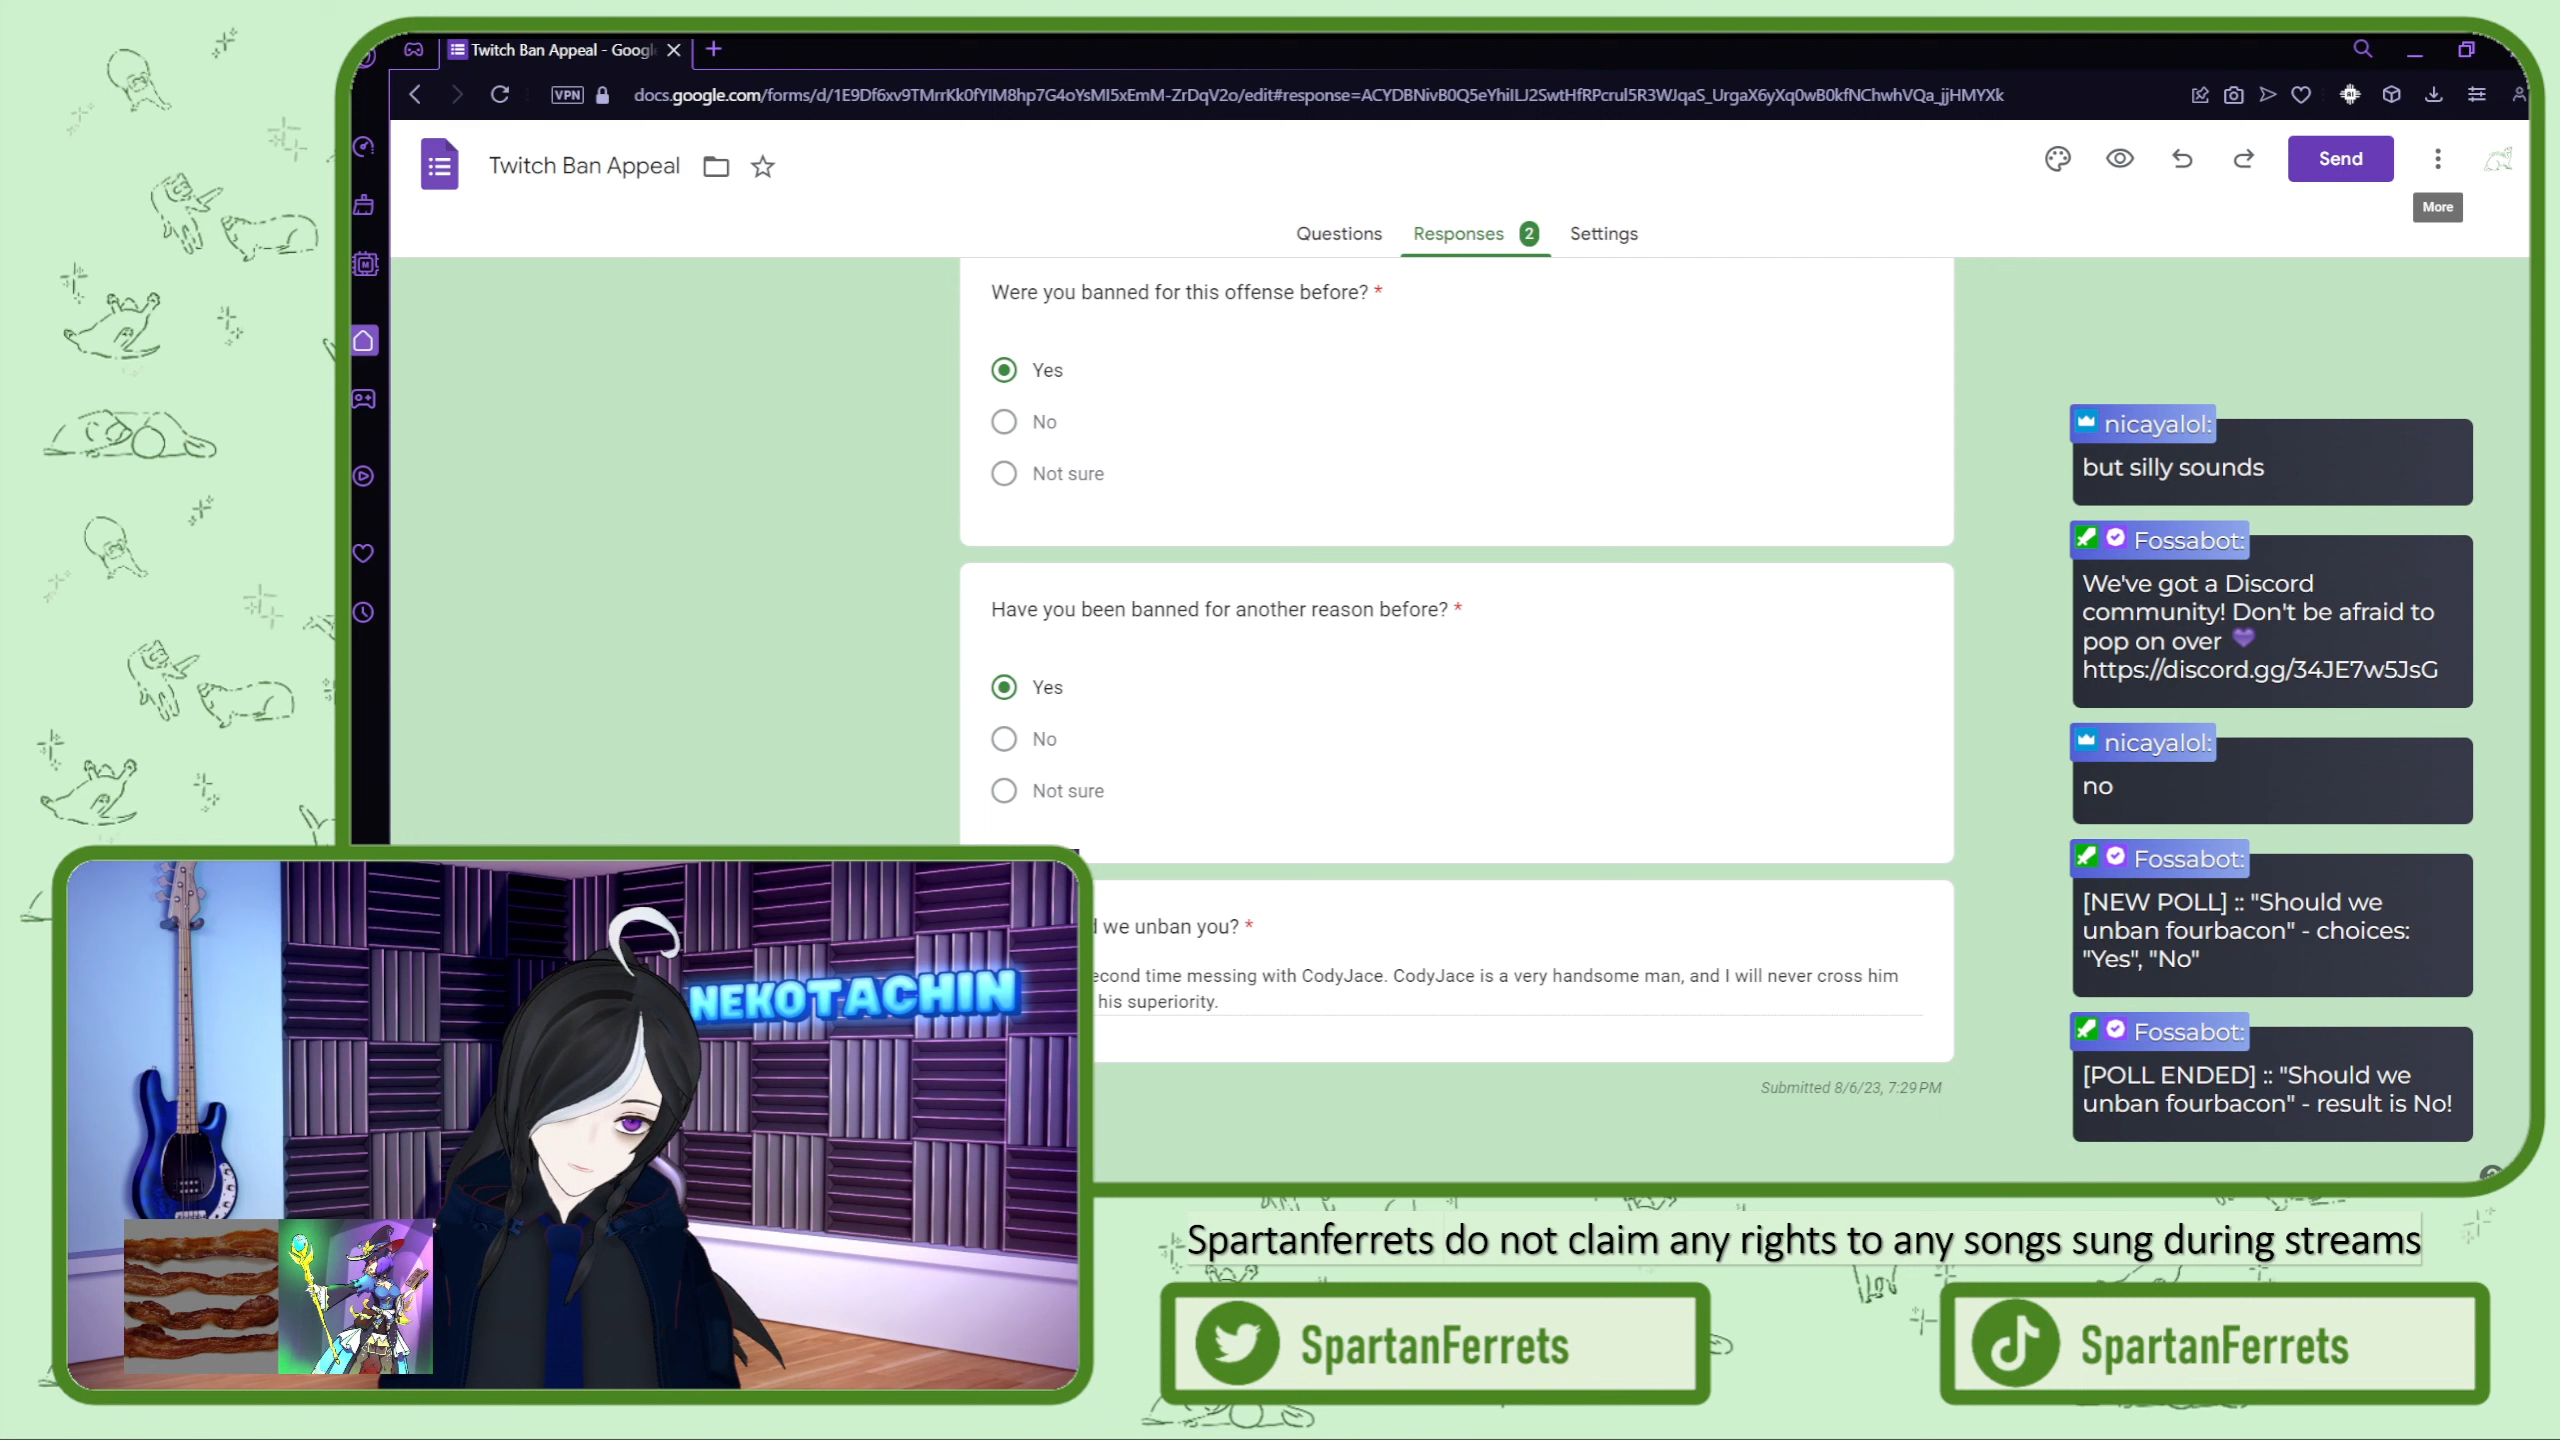 Twitch Ban Appeal - Googl
VPN
docs.google.com/forms/d/1E9Df6xv9TMrrKk0fYIM8hp7G4oYsMI5xEmM-ZrDqV2o/edit#response=ACYDBNivB0Q5eYhiILJ2SwtHfRPcrul5R3WJqaS_UrgaX6yXq0wB0kfNChwhVQa_jjHMYXk
Twitch Ban Appeal
Send
More
Questions
Responses 2
Settings
Were you banned for this offense before? *
Yes
No
Not sure
Have you been banned for another reason before? *
Yes
No
Not sure
we unban you? *
econd time messing with CodyJace. CodyJace is a very handsome man, and I will never cross him
his superiority.
Submitted 8/6/23, 7:29 PM
nicayalol:
but silly sounds
Fossabot:
We've got a Discord
community! Don't be afraid to
pop on over 💜
https://discord.gg/34JE7w5JsG
nicayalol:
no
Fossabot:
[NEW POLL] :: "Should we
unban fourbacon" - choices:
"Yes", "No"
Fossabot:
[POLL ENDED] :: "Should we
unban fourbacon" - result is No!
NEKOTACHIN
Spartanferrets do not claim any rights to any songs sung during streams
SpartanFerrets
SpartanFerrets